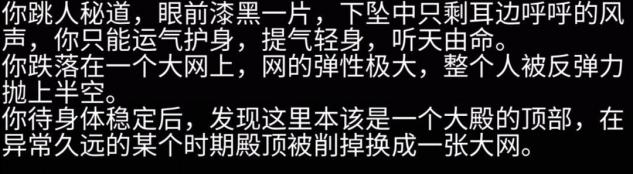 你跳人秘道，眼前漆黑一片，下坠中只剩耳边呼呼的风
声，你只能运气护身，提气轻身，听天由命。
你跌落在一个大网上，网的弹性极大，整个人被反弹力
抛上半空。
你待身体稳定后，发现这里本该是一个大殿的顶部，在
异常久远的某个时期殿顶被削掉换成一张大网。